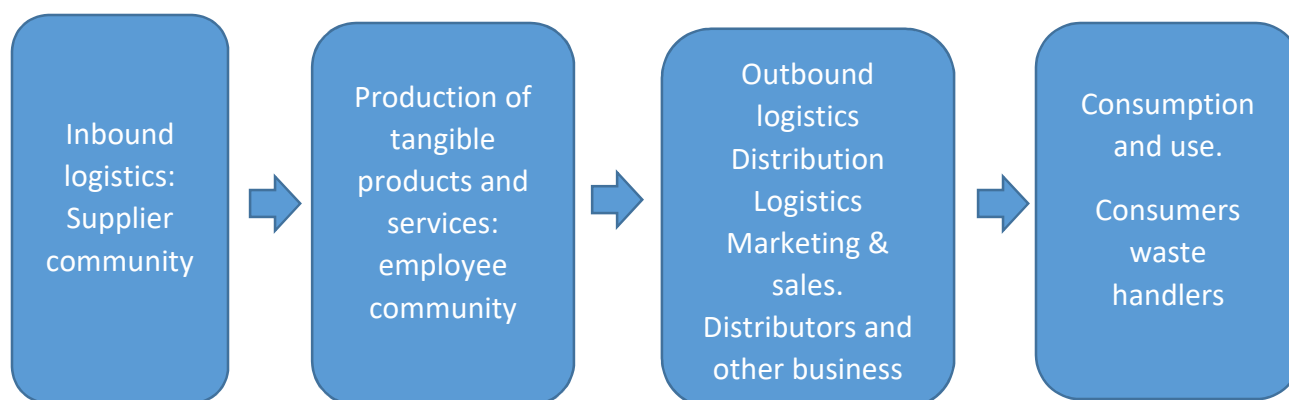 Inbound
logistics:
Supplier
community
Production of
tangible
products and
services:
employee
community
Outbound
logistics
Distribution
Logistics
Marketing &
sales.
Distributors and
other business
Consumption
and use.
Consumers
waste
handlers